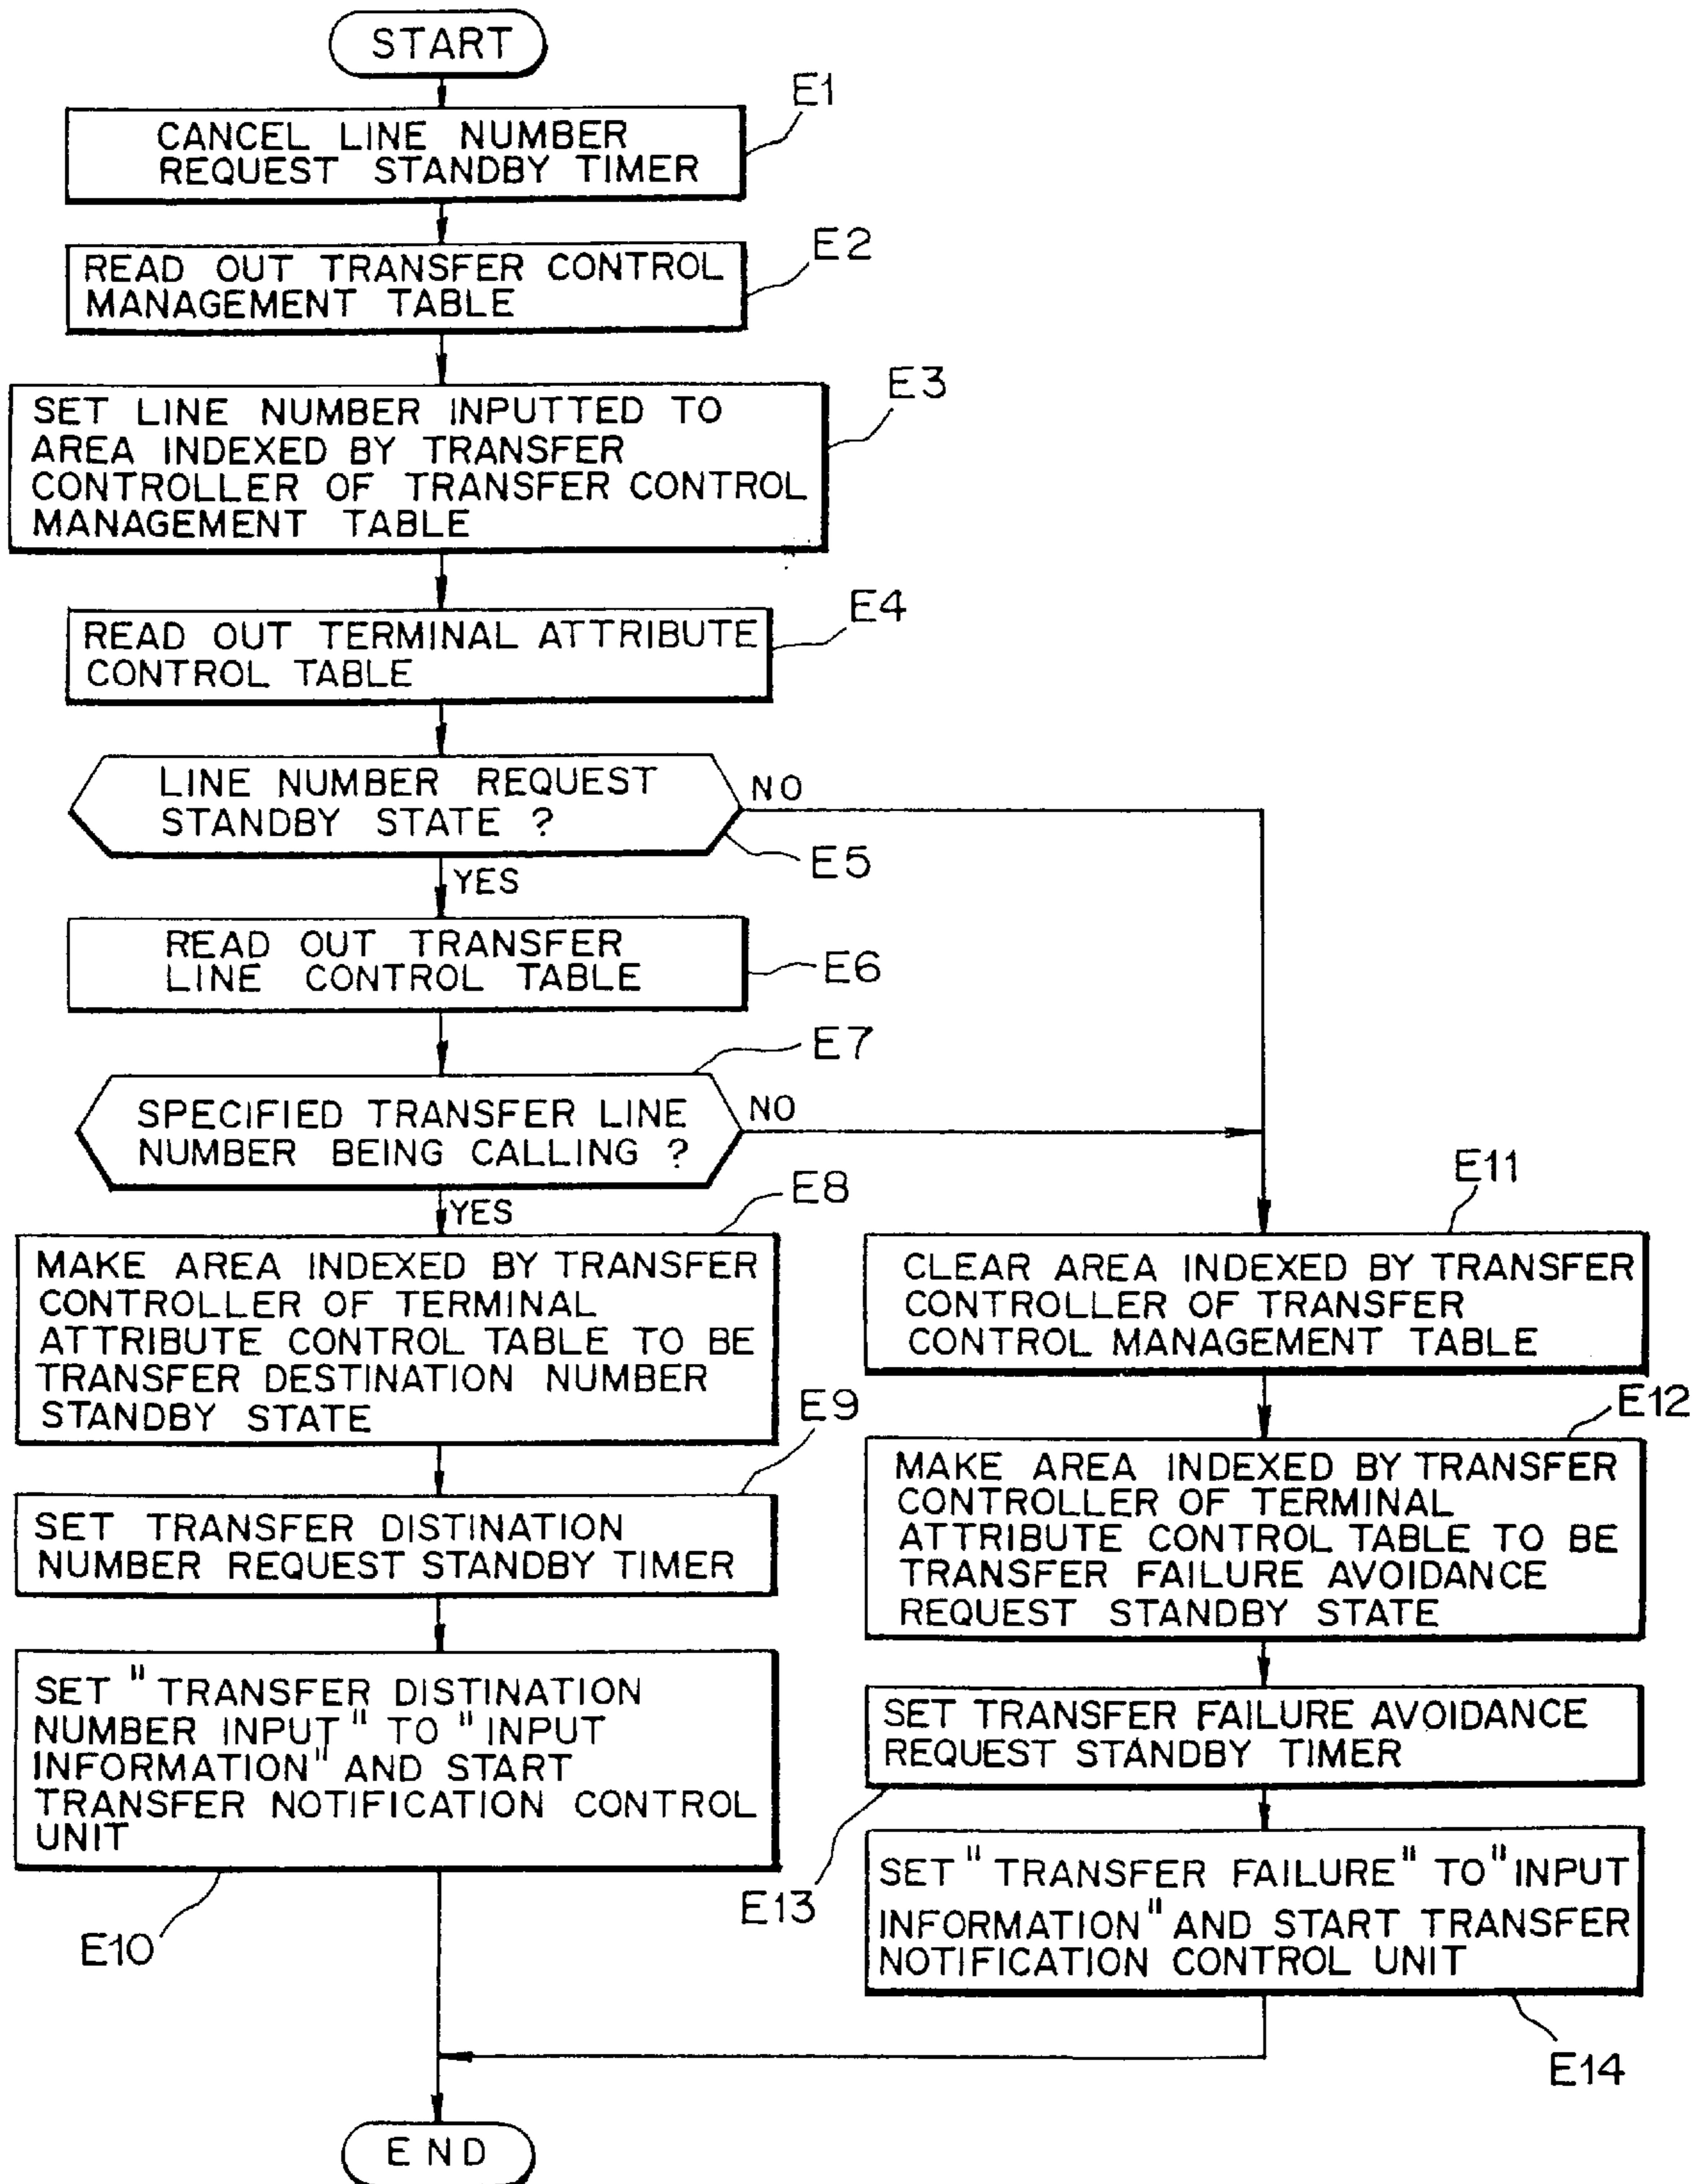 START
E1
CANCEL LINE NUMBER
REQUEST STANDBY TIMER
E2
READ OUT TRANSFER CONTROL
MANAGEMENT TABLE
E3
SET LINE NUMBER INPUTTED TO
AREA INDEXED BY TRANSFER
CONTROLLER OF TRANSFER CONTROL
MANAGEMENT TABLE
E4
READ OUT TERMINAL ATTRIBUTE
CONTROL TABLE
LINE NUMBER REQUEST
STANDBY STATE ?
NO
E5
YES
READ OUT TRANSFER
LINE CONTROL TABLE
E6
E7
SPECIFIED TRANSFER LINE
NUMBER BEING CALLING ?
NO
YES
E8
MAKE AREA INDEXED BY TRANSFER
CONTROLLER OF TERMINAL
ATTRIBUTE CONTROL TABLE TO BE
TRANSFER DESTINATION NUMBER
STANDBY STATE
E9
SET TRANSFER DISTINATION
NUMBER REQUEST STANDBY TIMER
SET "TRANSFER DISTINATION
NUMBER INPUT" TO "INPUT
INFORMATION" AND START
TRANSFER NOTIFICATION CONTROL
UNIT
E10
E11
CLEAR AREA INDEXED BY TRANSFER
CONTROLLER OF TRANSFER
CONTROL MANAGEMENT TABLE
E12
MAKE AREA INDEXED BY TRANSFER
CONTROLLER OF TERMINAL
ATTRIBUTE CONTROL TABLE TO BE
TRANSFER FAILURE AVOIDANCE
REQUEST STANDBY STATE
SET TRANSFER FAILURE AVOIDANCE
REQUEST STANDBY TIMER
E13
SET "TRANSFER FAILURE" TO "INPUT
INFORMATION" AND START TRANSFER
NOTIFICATION CONTROL UNIT
E14
END